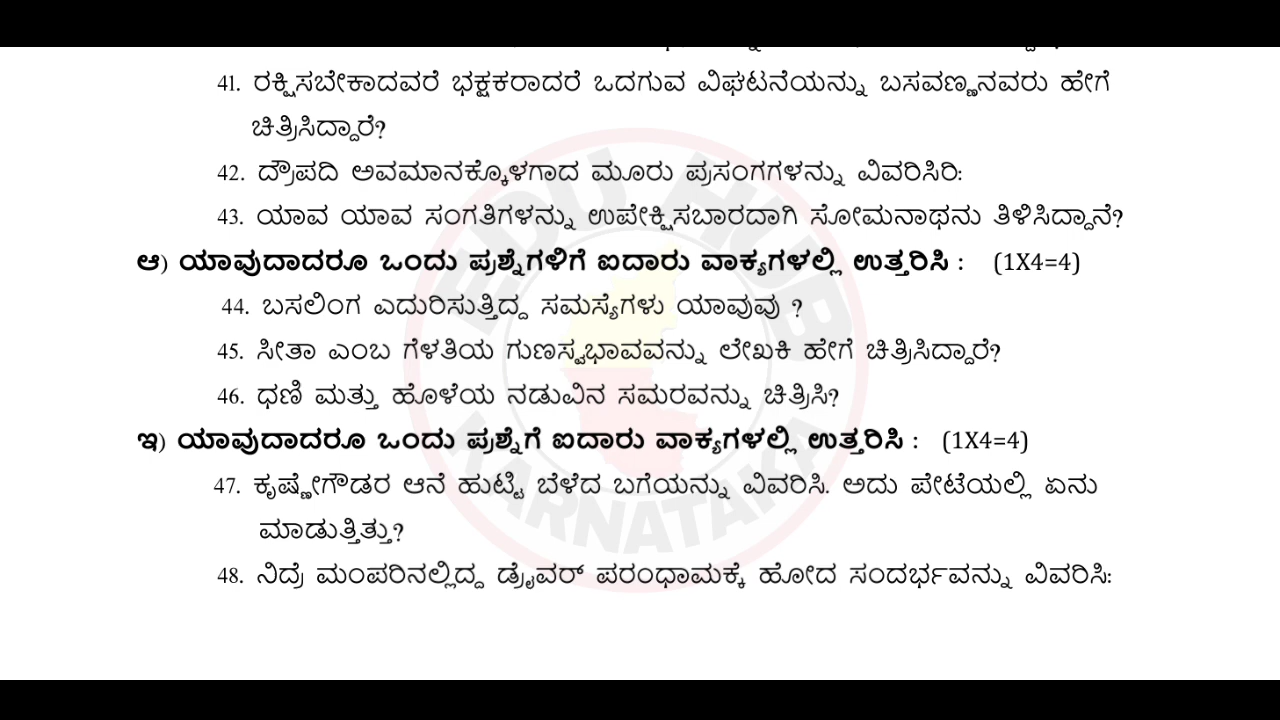 41. ರಕ್ಷಿಸಬೇಕಾದವರೆ ಭಕ್ಷಕರಾದರೆ ಒದಗುವ ವಿಘಟನೆಯನ್ನು ಬಸವಣ್ಣನವರು ಹೇಗೆ
ಚಿತ್ರಿಸಿದ್ದಾರೆ?
42. ದ್ರೌಪದಿ ಅವಮಾನಕ್ಕೊಳಗಾದ ಮೂರು ಪ್ರಸಂಗಗಳನ್ನು ವಿವರಿಸಿರಿ:
43. ಯಾವ ಯಾವ ಸಂಗತಿಗಳನ್ನು ಉಪೇಕ್ಷಿಸಬಾರದಾಗಿ ಸೋಮನಾಥನು ತಿಳಿಸಿದ್ದಾನೆ?
ಆ) ಯಾವುದಾದರೂ ಒಂದು ಪ್ರಶ್ನೆಗಳಿಗೆ ಐದಾರು ವಾಕ್ಯಗಳಲ್ಲಿ ಉತ್ತರಿಸಿ : (1X4=4)
44. ಬಸಲಿಂಗ ಎದುರಿಸುತ್ತಿದ್ದ ಸಮಸ್ಯೆಗಳು ಯಾವುವು ?
45. ಸೀತಾ ಎಂಬ ಗೆಳತಿಯ ಗುಣಸ್ವಭಾವವನ್ನು ಲೇಖಕಿ ಹೇಗೆ ಚಿತ್ರಿಸಿದ್ದಾರೆ?
46. ಧಣಿ ಮತ್ತು ಹೊಳೆಯ ನಡುವಿನ ಸಮರವನ್ನು ಚಿತ್ರಿಸಿ?
ಇ) ಯಾವುದಾದರೂ ಒಂದು ಪ್ರಶ್ನೆಗೆ ಐದಾರು ವಾಕ್ಯಗಳಲ್ಲಿ ಉತ್ತರಿಸಿ : (1X4=4)
47. ಕೃಷ್ಣೇಗೌಡರ ಆನೆ ಹುಟ್ಟಿ ಬೆಳೆದ ಬಗೆಯನ್ನು ವಿವರಿಸಿ. ಅದು ಪೇಟೆಯಲ್ಲಿ ಏನು
ಮಾಡುತ್ತಿತ್ತು?
48. ನಿದ್ರೆ ಮಂಪರಿನಲ್ಲಿದ್ದ ಡ್ರೈವರ್ ಪರಂಧಾಮಕ್ಕೆ ಹೋದ ಸಂದರ್ಭವನ್ನು ವಿವರಿಸಿ:
EDU HUB
KARNATAKA